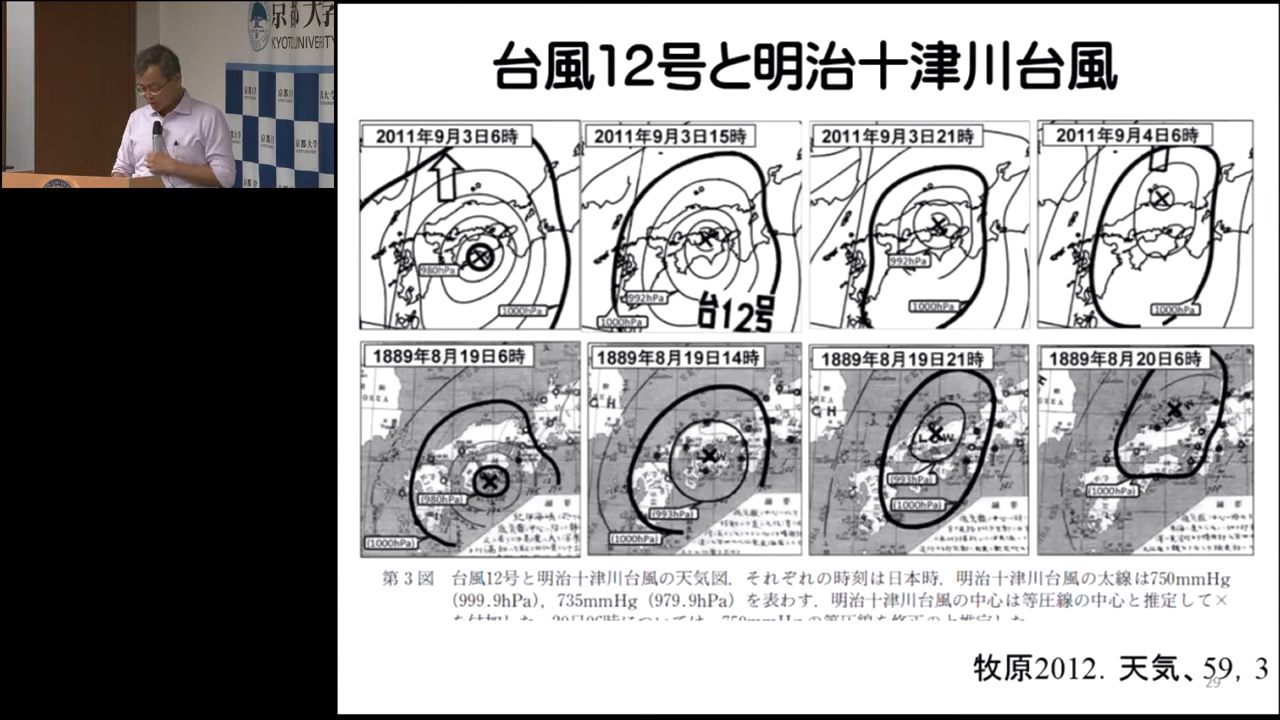 京都大学
KYOTO UNIVERSITY
台風12号と明治十津川台風
2011年9月3日6時
2011年9月3日15時
2011年9月3日21時
2011年9月4日6時
980hPa
1000hPa
992hPa
1000hPa
台12号
992hPa
1000hPa
1000hPa
1889年8月19日6時
1889年8月19日14時
1889年8月19日21時
1889年8月20日6時
(980hPa)
(1000hPa)
(993hPa)
(1000hPa)
(993hPa)
(1000hPa)
(1000hPa)
第3図 台風12号と明治十津川台風の天気図．それぞれの時刻は日本時．明治十津川台風の太線は750mmHg
(999.9hPa)，735mmHg（979.9hPa）を表わす．明治十津川台風の中心は等圧線の中心と推定して×
牧原2012．天気、59, 3
29